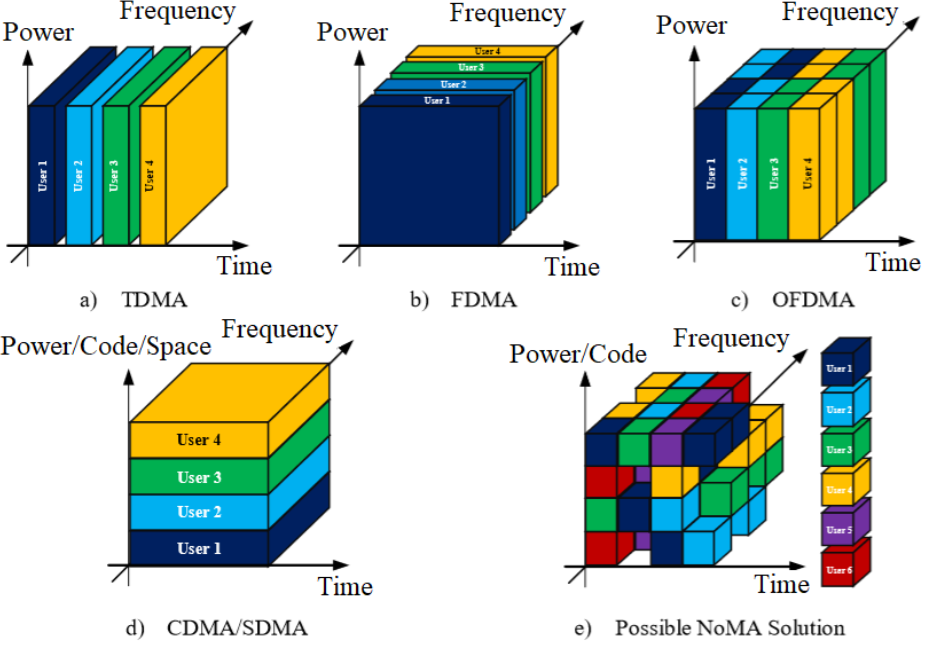 Power
Frequency
User 1
User 2
User 3
User 4
Time
a) TDMA
Power
Frequency
User 4
User 3
User 2
User 1
Time
b) FDMA
Power
Frequency
User 1
User 2
User 3
User 4
Time
c) OFDMA
Power/Code/Space
Frequency
User 4
User 3
User 2
User 1
Time
d) CDMA/SDMA
Power/Code
Frequency
Time
User 1
User 2
User 3
User 4
User 5
User 6
e) Possible NoMA Solution